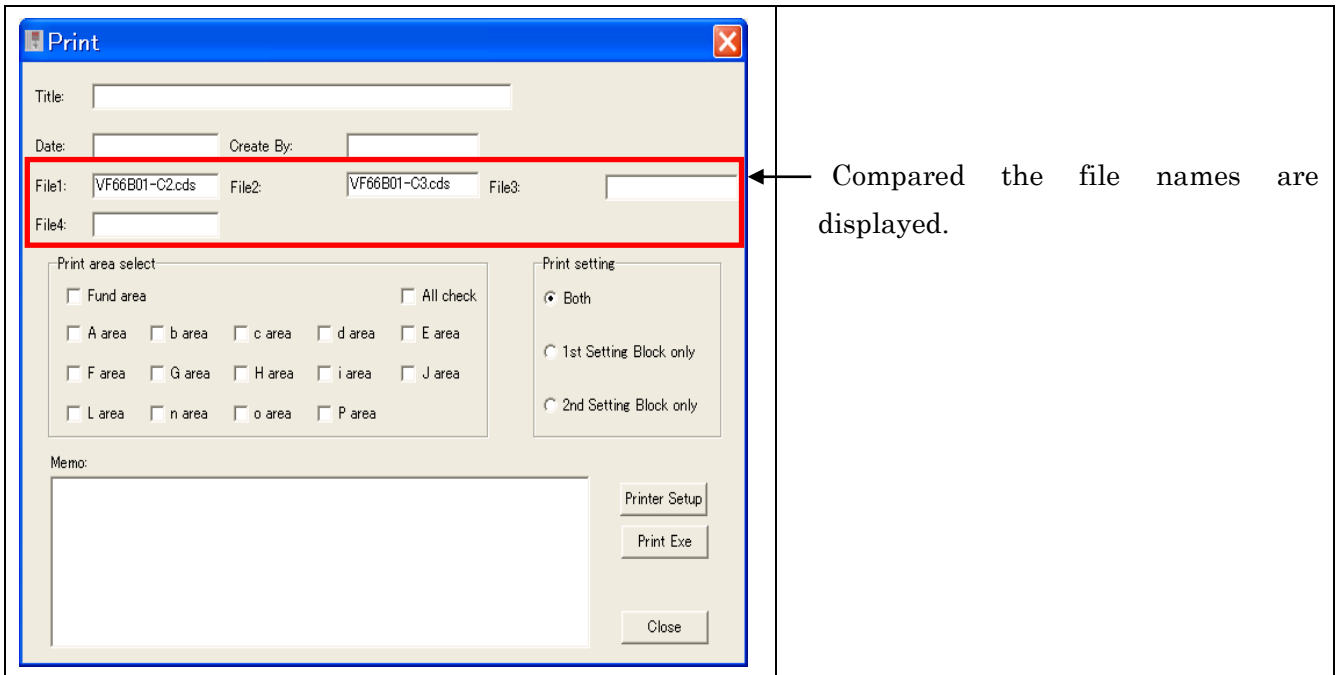 Print
Title:
Date: Create By:
File1: VF66B01-C2.cds File2: VF66B01-C3.cds File3:
File4:
Print area select
Fund area All check
A area b area c area d area E area
F area G area H area i area J area
L area n area o area P area
Print setting
Both
1st Setting Block only
2nd Setting Block only
Memo:
Printer Setup
Print Exe
Close
Compared the file names are
displayed.